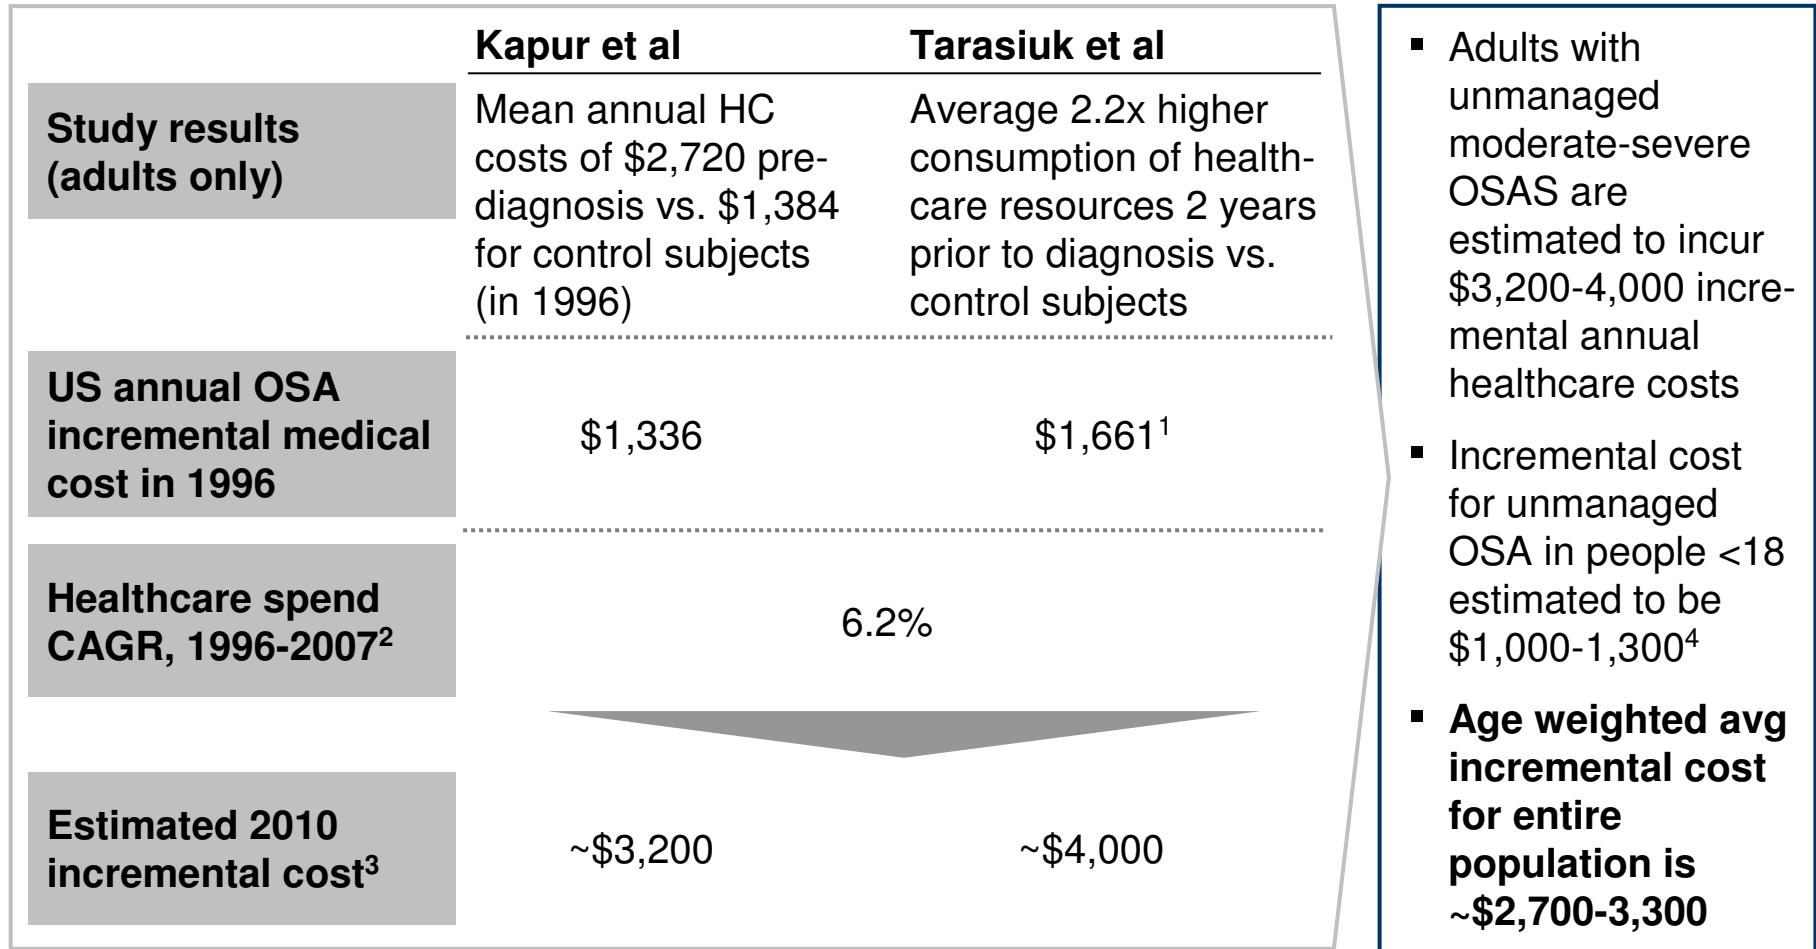 Kapur et al
Tarasiuk et al
Study results
(adults only)
Mean annual HC
costs of $2,720 pre-
diagnosis vs. $1,384
for control subjects
(in 1996)
Average 2.2x higher
consumption of health-
care resources 2 years
prior to diagnosis vs.
control subjects
US annual OSA
incremental medical
cost in 1996
$1,336
$1,661¹
Healthcare spend
CAGR, 1996-2007²
6.2%
Estimated 2010
incremental cost³
~$3,200
~$4,000
▪ Adults with
unmanaged
moderate-severe
OSAS are
estimated to incur
$3,200-4,000 incre-
mental annual
healthcare costs
▪ Incremental cost
for unmanaged
OSA in people <18
estimated to be
$1,000-1,300⁴
▪ Age weighted avg
incremental cost
for entire
population is
~$2,700-3,300